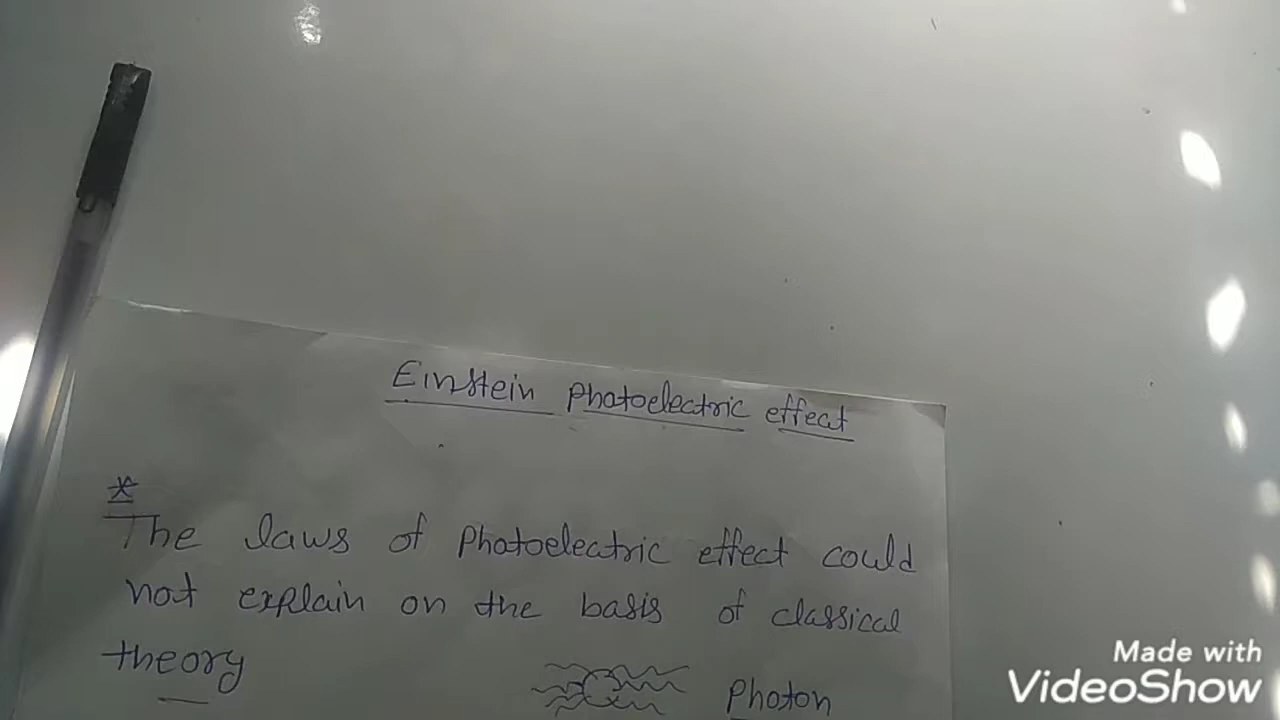 Einstein Photoelectric effect
*
The laws of Photoelectric effect could
not explain on the basis of classical
theory
Photon
Made with
VideoShow